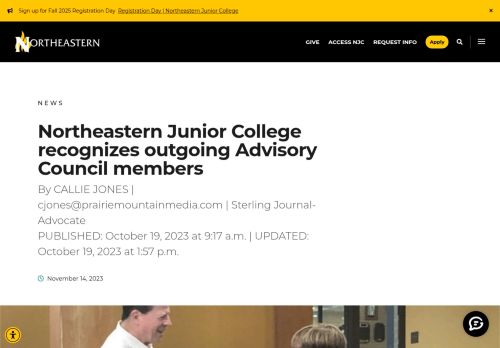 Sign up for Fall 2025 Registration Day Registration Day | Northeastern Junior College ×
NORTHEASTERN
GIVE ACCESS NJC REQUEST INFO Apply
NEWS
Northeastern Junior College
recognizes outgoing Advisory
Council members
By CALLIE JONES |
cjones@prairiemountainmedia.com | Sterling Journal-
Advocate
PUBLISHED: October 19, 2023 at 9:17 a.m. | UPDATED:
October 19, 2023 at 1:57 p.m.
November 14, 2023